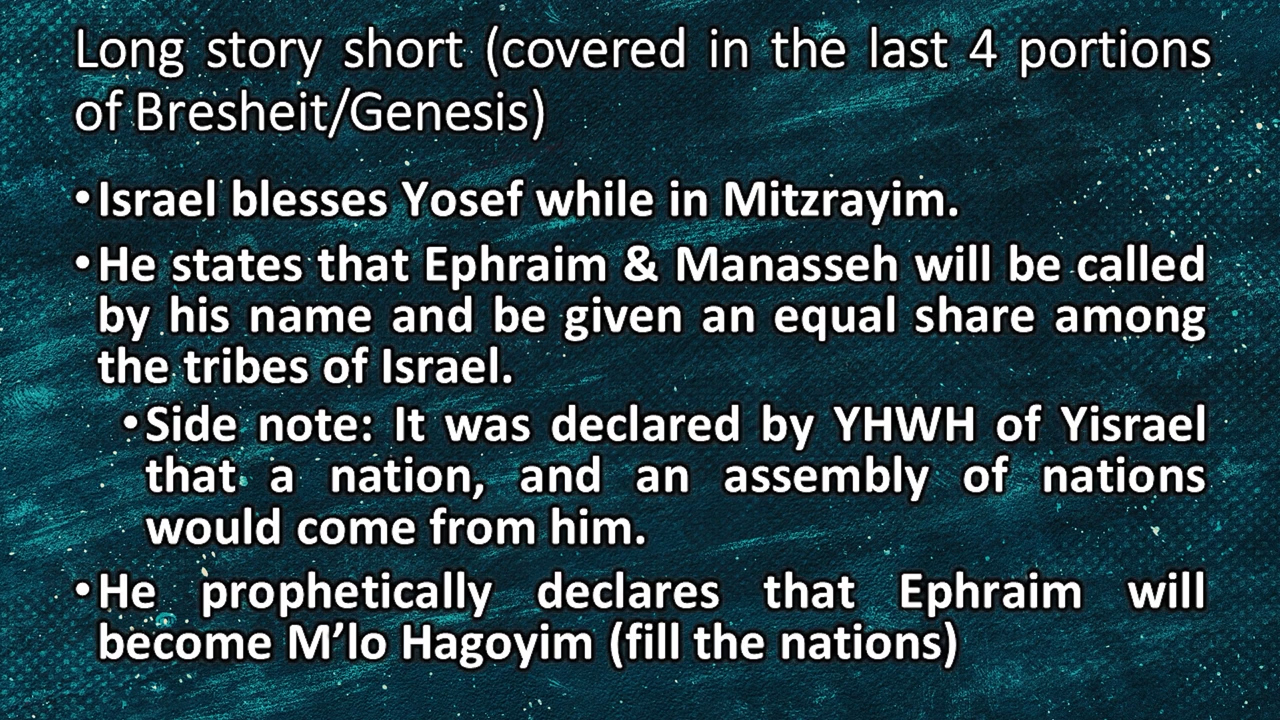 Long story short (covered in the last 4 portions
of Bresheit/Genesis)
•Israel blesses Yosef while in Mitzrayim.
•He states that Ephraim & Manasseh will be called
by his name and be given an equal share among
the tribes of Israel.
•Side note: It was declared by YHWH of Yisrael
that a nation, and an assembly of nations
would come from him.
•He prophetically declares that Ephraim will
become M’lo Hagoyim (fill the nations)